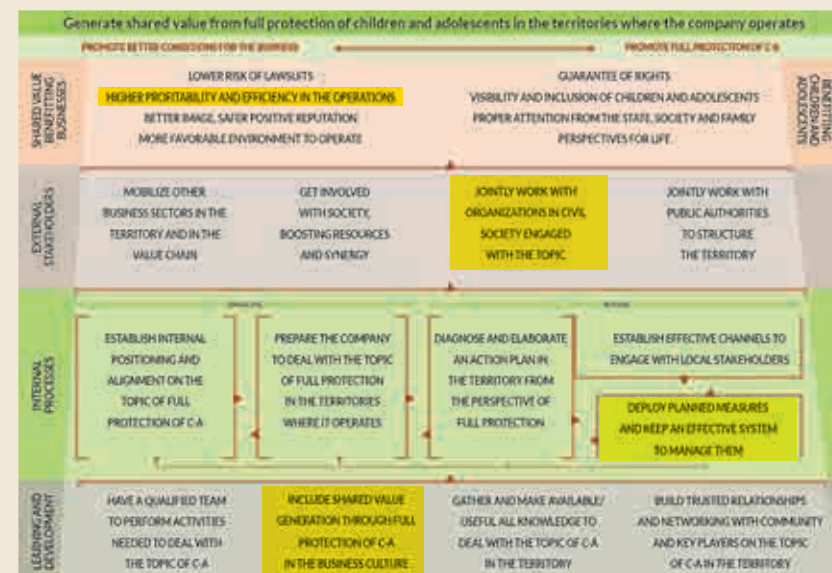 Generate shared value from full protection of children and adolescents in the territories where the company operates
PROMOTE BETTER CONDITIONS FOR THE BUSINESS
PROMOTE FULL PROTECTION OF C-A
SHARED VALUE
BENEFITTING
BUSINESSES
LOWER RISK OF LAWSUITS
HIGHER PROFITABILITY AND EFFICIENCY IN THE OPERATIONS
BETTER IMAGE, SAFER POSITIVE REPUTATION
MORE FAVORABLE ENVIRONMENT TO OPERATE
GUARANTEE OF RIGHTS
VISIBILITY AND INCLUSION OF CHILDREN AND ADOLESCENTS
PROPER ATTENTION FROM THE STATE, SOCIETY AND FAMILY
PERSPECTIVES FOR LIFE.
CHILDREN AND
ADOLESCENTS
EXTERNAL
STAKEHOLDERS
MOBILIZE OTHER
BUSINESS SECTORS IN THE
TERRITORY AND IN THE
VALUE CHAIN
GET INVOLVED
WITH SOCIETY,
BOOSTING RESOURCES
AND SYNERGY
JOINTLY WORK WITH
ORGANIZATIONS IN CIVIL
SOCIETY ENGAGED
WITH THE TOPIC
JOINTLY WORK WITH
PUBLIC AUTHORITIES
TO STRUCTURE
THE TERRITORY
INTERNAL
PROCESSES
ESTABLISH INTERNAL
POSITIONING AND
ALIGNMENT ON THE
TOPIC OF FULL
PROTECTION OF C-A
PREPARE THE COMPANY
TO DEAL WITH THE TOPIC
OF FULL PROTECTION
IN THE TERRITORIES
WHERE IT OPERATES
DIAGNOSE AND ELABORATE
AN ACTION PLAN IN
THE TERRITORY FROM
THE PERSPECTIVE OF
FULL PROTECTION
ESTABLISH EFFECTIVE CHANNELS TO
ENGAGE WITH LOCAL STAKEHOLDERS
DEPLOY PLANNED MEASURES
AND KEEP AN EFFECTIVE SYSTEM
TO MANAGE THEM
LEARNING AND
DEVELOPMENT
HAVE A QUALIFIED TEAM
TO PERFORM ACTIVITIES
NEEDED TO DEAL WITH
THE TOPIC OF C-A
INCLUDE SHARED VALUE
GENERATION THROUGH FULL
PROTECTION OF C-A
IN THE BUSINESS CULTURE
GATHER AND MAKE AVAILABLE/
USEFUL ALL KNOWLEDGE TO
DEAL WITH THE TOPIC OF C-A
IN THE TERRITORY
BUILD TRUSTED RELATIONSHIPS
AND NETWORKING WITH COMMUNITY
AND KEY PLAYERS ON THE TOPIC
OF C-A IN THE TERRITORY